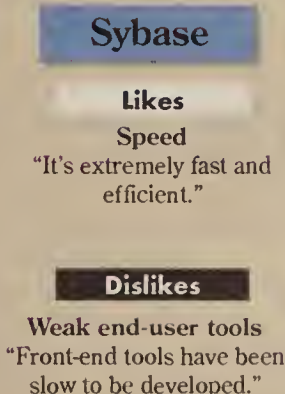 Sybase
Likes
Speed
“It's extremely fast and
efficient.”
Dislikes
Weak end-user tools
“Front-end tools have been
slow to be developed.”